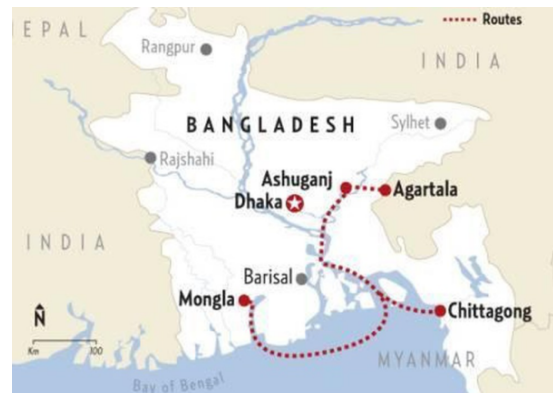 Routes
NEPAL
Rangpur
INDIA
BANGLADESH
Sylhet
Rajshahi
Ashuganj
Agartala
Dhaka
INDIA
Barisal
Mongla
Chittagong
N
Km 100
MYANMAR
Bay of Bengal